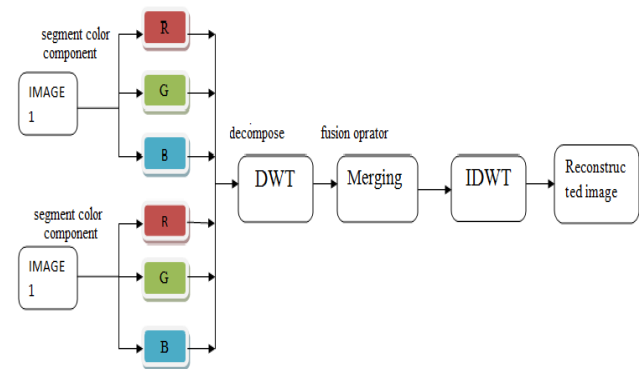 segment color
component
IMAGE
1
R
G
B
decompose
DWT
fusion oprator
Merging
IDWT
Reconstruc
ted image
segment color
component
IMAGE
1
R
G
B